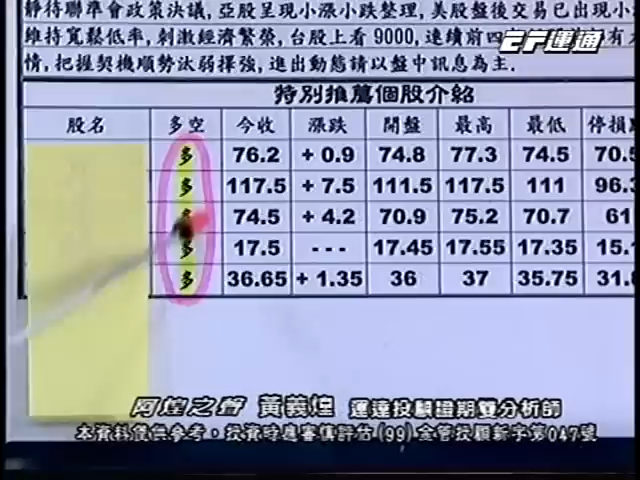 靜待聯準會政策決議,亞股呈現小漲小跌整理,美股盤後交易已出現小
維持寬鬆低率,刺激經濟繁榮,台股上看9000,連續前四
情,把握契機順勢汰弱擇強,進出動態請以盤中訊息為主.
運通
特別推薦個股介紹
股名 多空 今收 漲跌 開盤 最高 最低 停損
多 76.2 + 0.9 74.8 77.3 74.5 70.5
多 117.5 + 7.5 111.5 117.5 111 96.
74.5 + 4.2 70.9 75.2 70.7 61
多 17.5 --- 17.45 17.55 17.35 15.
多 36.65 + 1.35 36 37 35.75 31.
阿煌之聲 黃義煌 運達投顧證期雙分析師
本資料僅供參考,投資時應審慎評估(99)金管投顧新字第047號